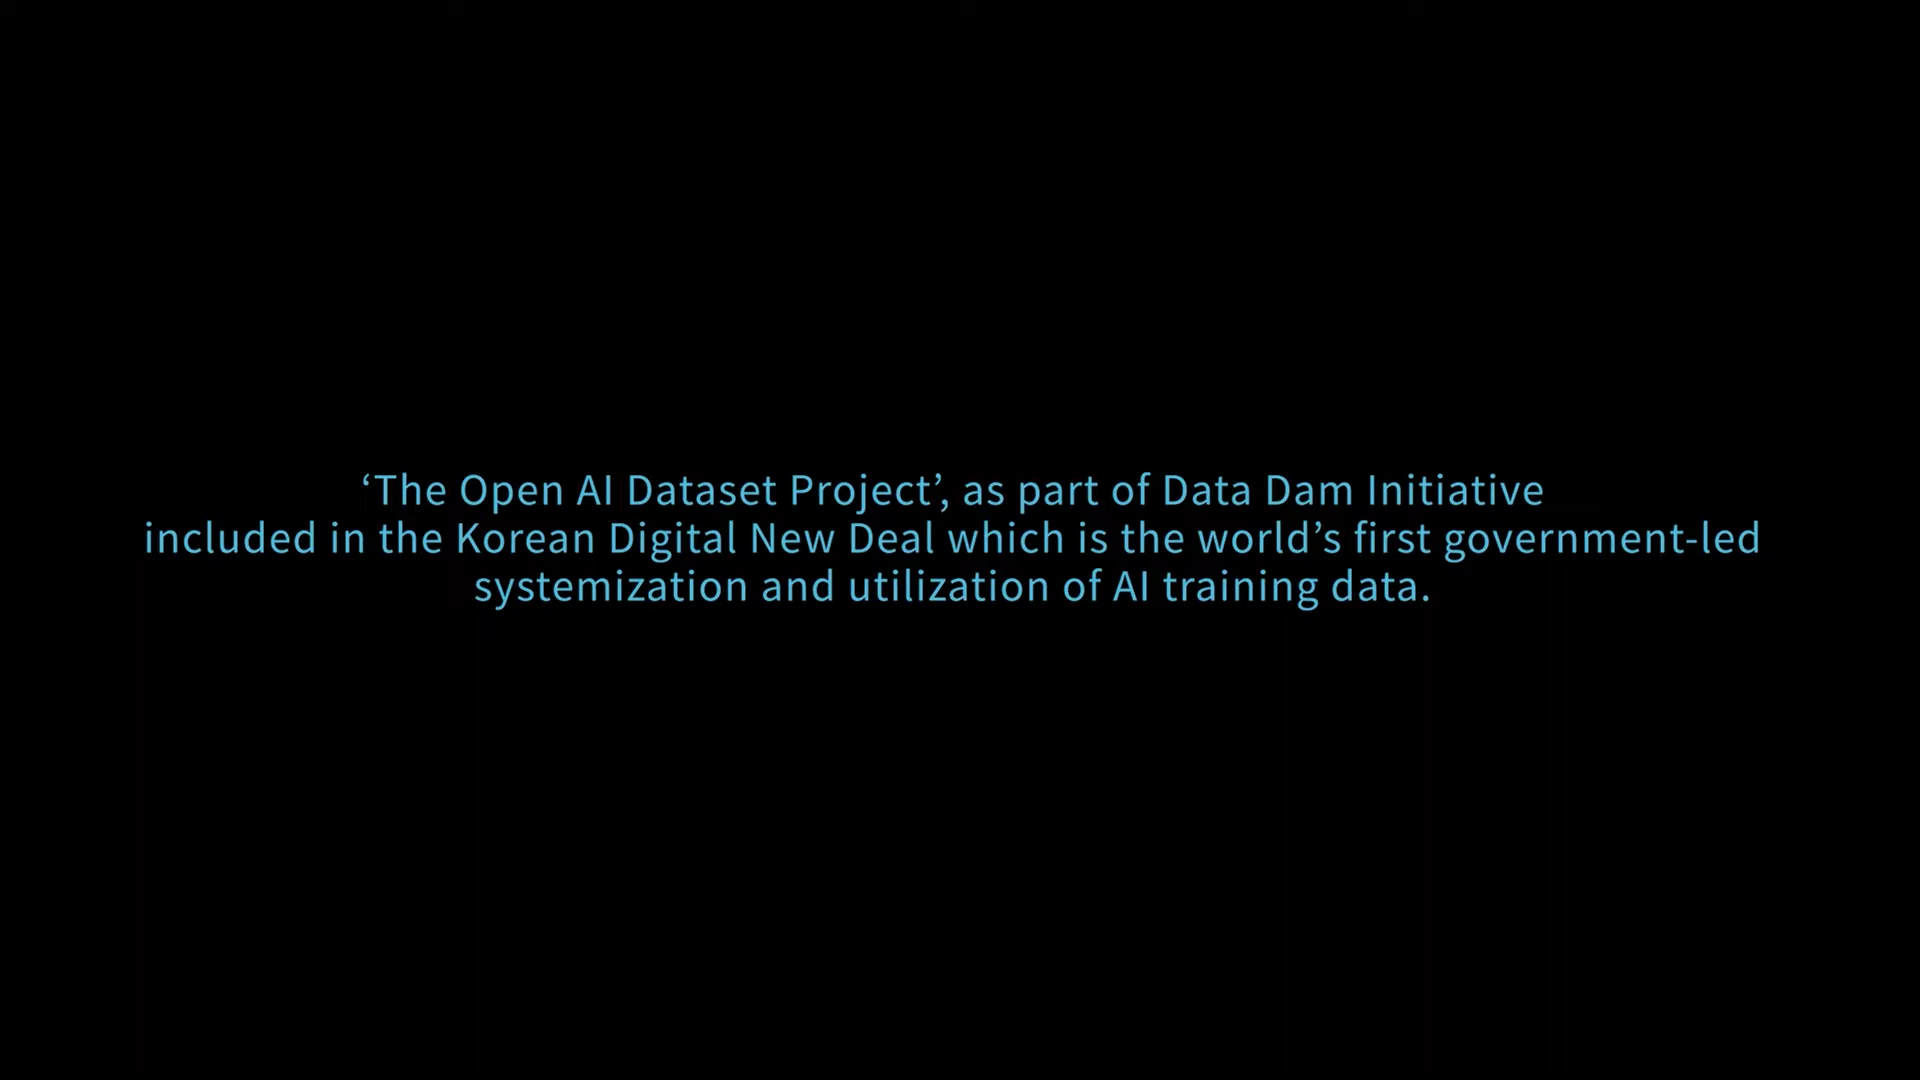 ‘The Open AI Dataset Project’, as part of Data Dam Initiative
included in the Korean Digital New Deal which is the world’s first government-led
systemization and utilization of AI training data.